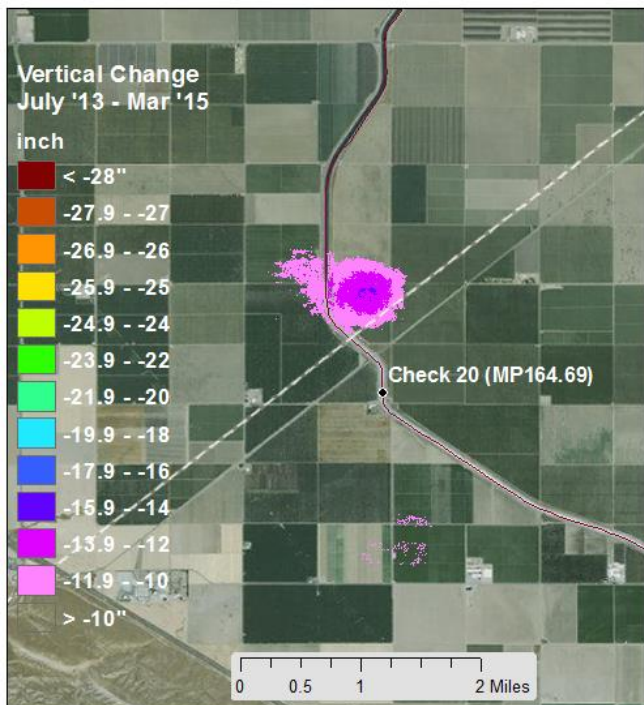 Vertical Change
July '13 - Mar '15
inch
< -28"
-27.9 - -27
-26.9 - -26
-25.9 - -25
-24.9 - -24
-23.9 - -22
-21.9 - -20
-19.9 - -18
-17.9 - -16
-15.9 - -14
-13.9 - -12
-11.9 - -10
> -10"
Check 20 (MP164.69)
0 0.5 1 2 Miles